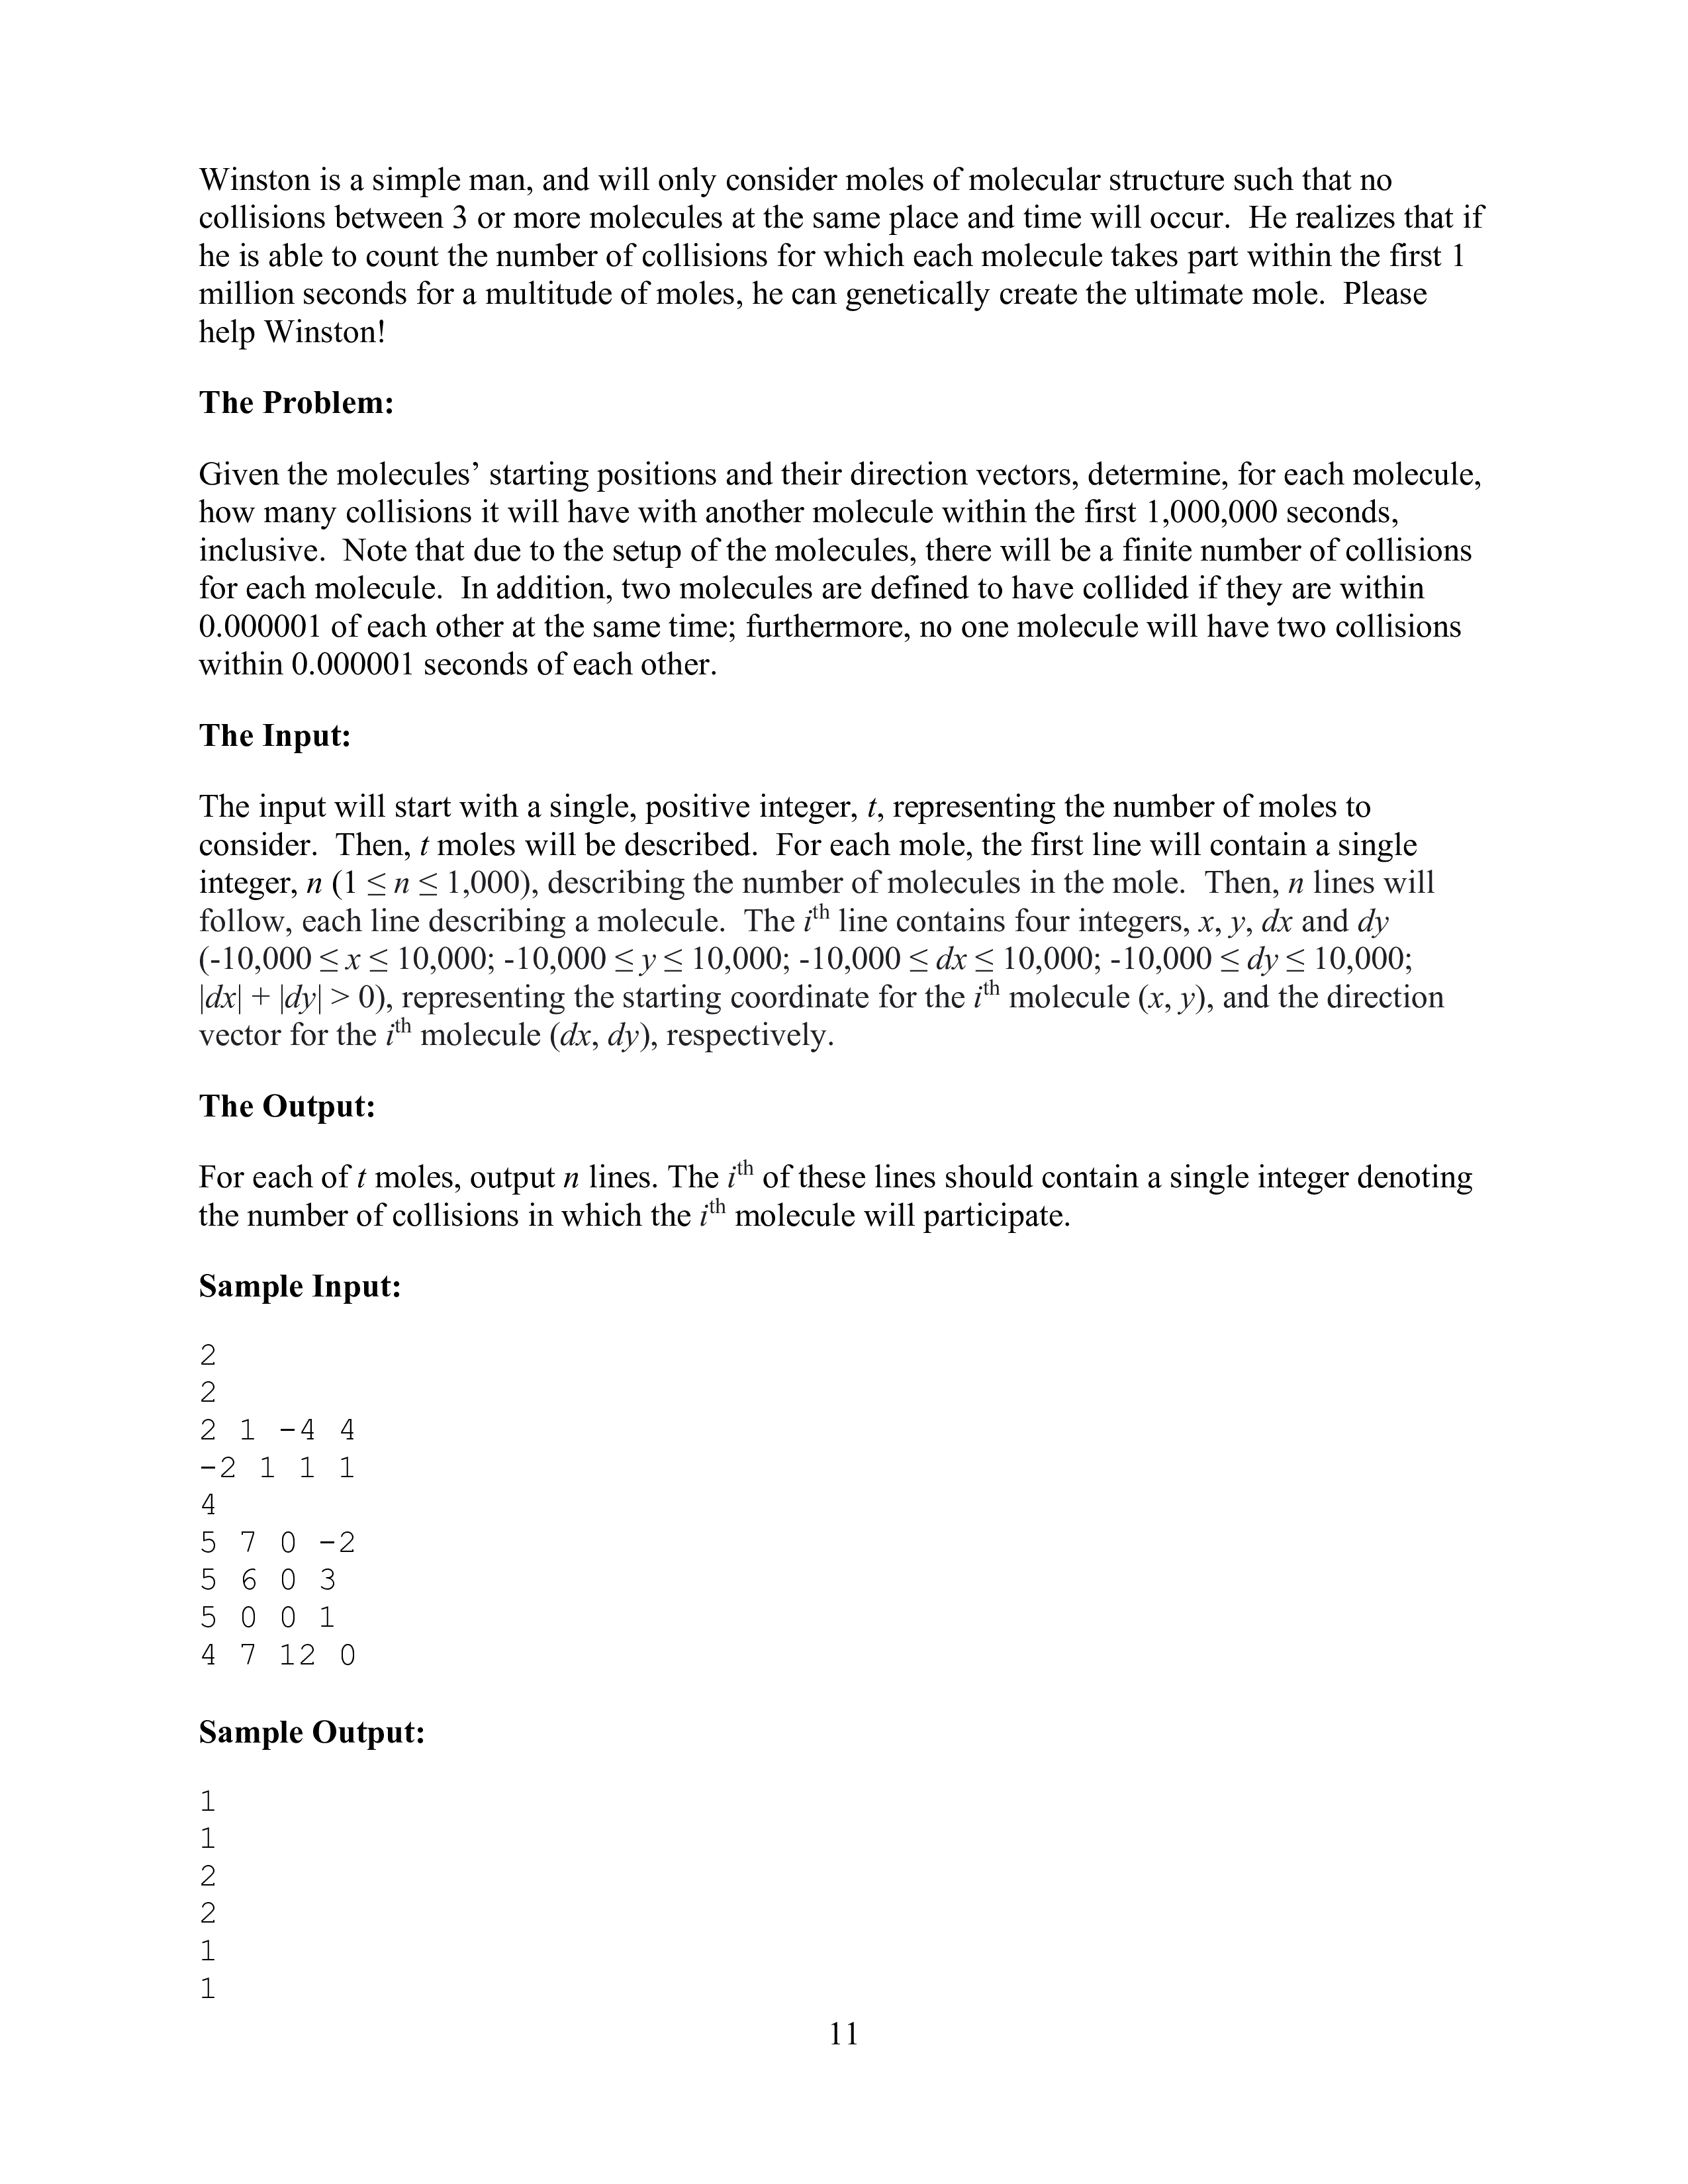 Winston is a simple man, and will only consider moles of molecular structure such that no
collisions between 3 or more molecules at the same place and time will occur.  He realizes that if
he is able to count the number of collisions for which each molecule takes part within the first 1
million seconds for a multitude of moles, he can genetically create the ultimate mole.  Please
help Winston!
The Problem:
Given the molecules’ starting positions and their direction vectors, determine, for each molecule,
how many collisions it will have with another molecule within the first 1,000,000 seconds,
inclusive.  Note that due to the setup of the molecules, there will be a finite number of collisions
for each molecule.  In addition, two molecules are defined to have collided if they are within
0.000001 of each other at the same time; furthermore, no one molecule will have two collisions
within 0.000001 seconds of each other.
The Input:
The input will start with a single, positive integer, t, representing the number of moles to
consider.  Then, t moles will be described.  For each mole, the first line will contain a single
integer, n (1 ≤ n ≤ 1,000), describing the number of molecules in the mole.  Then, n lines will
follow, each line describing a molecule.  The ith line contains four integers, x, y, dx and dy
(-10,000 ≤ x ≤ 10,000; -10,000 ≤ y ≤ 10,000; -10,000 ≤ dx ≤ 10,000; -10,000 ≤ dy ≤ 10,000;
|dx| + |dy| > 0), representing the starting coordinate for the ith molecule (x, y), and the direction
vector for the ith molecule (dx, dy), respectively.
The Output:
For each of t moles, output n lines. The ith of these lines should contain a single integer denoting
the number of collisions in which the ith molecule will participate.
Sample Input:
2
2
2 1 -4 4
-2 1 1 1
4
5 7 0 -2
5 6 0 3
5 0 0 1
4 7 12 0
Sample Output:
1
1
2
2
1
1
11